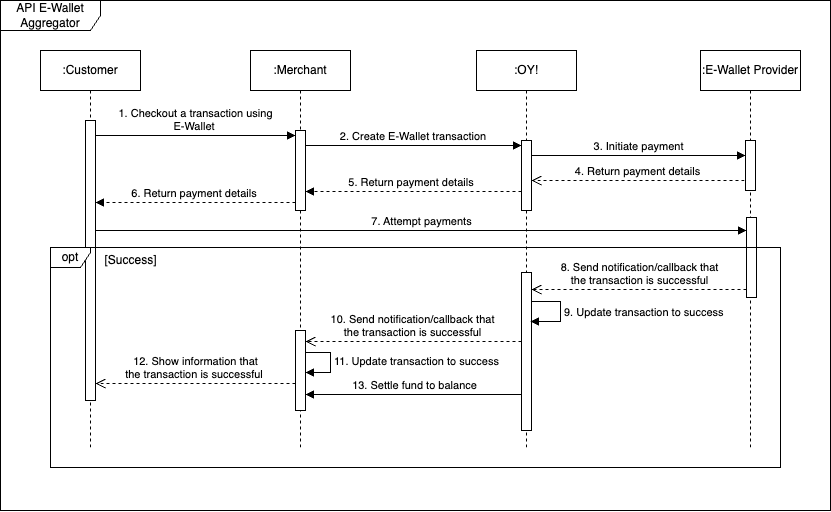 API E-Wallet
Aggregator
:Customer
:Merchant
:OY!
:E-Wallet Provider
1. Checkout a transaction using
E-Wallet
2. Create E-Wallet transaction
3. Initiate payment
4. Return payment details
5. Return payment details
6. Return payment details
7. Attempt payments
opt
[Success]
8. Send notification/callback that
the transaction is successful
9. Update transaction to success
10. Send notification/callback that
the transaction is successful
11. Update transaction to success
12. Show information that
the transaction is successful
13. Settle fund to balance